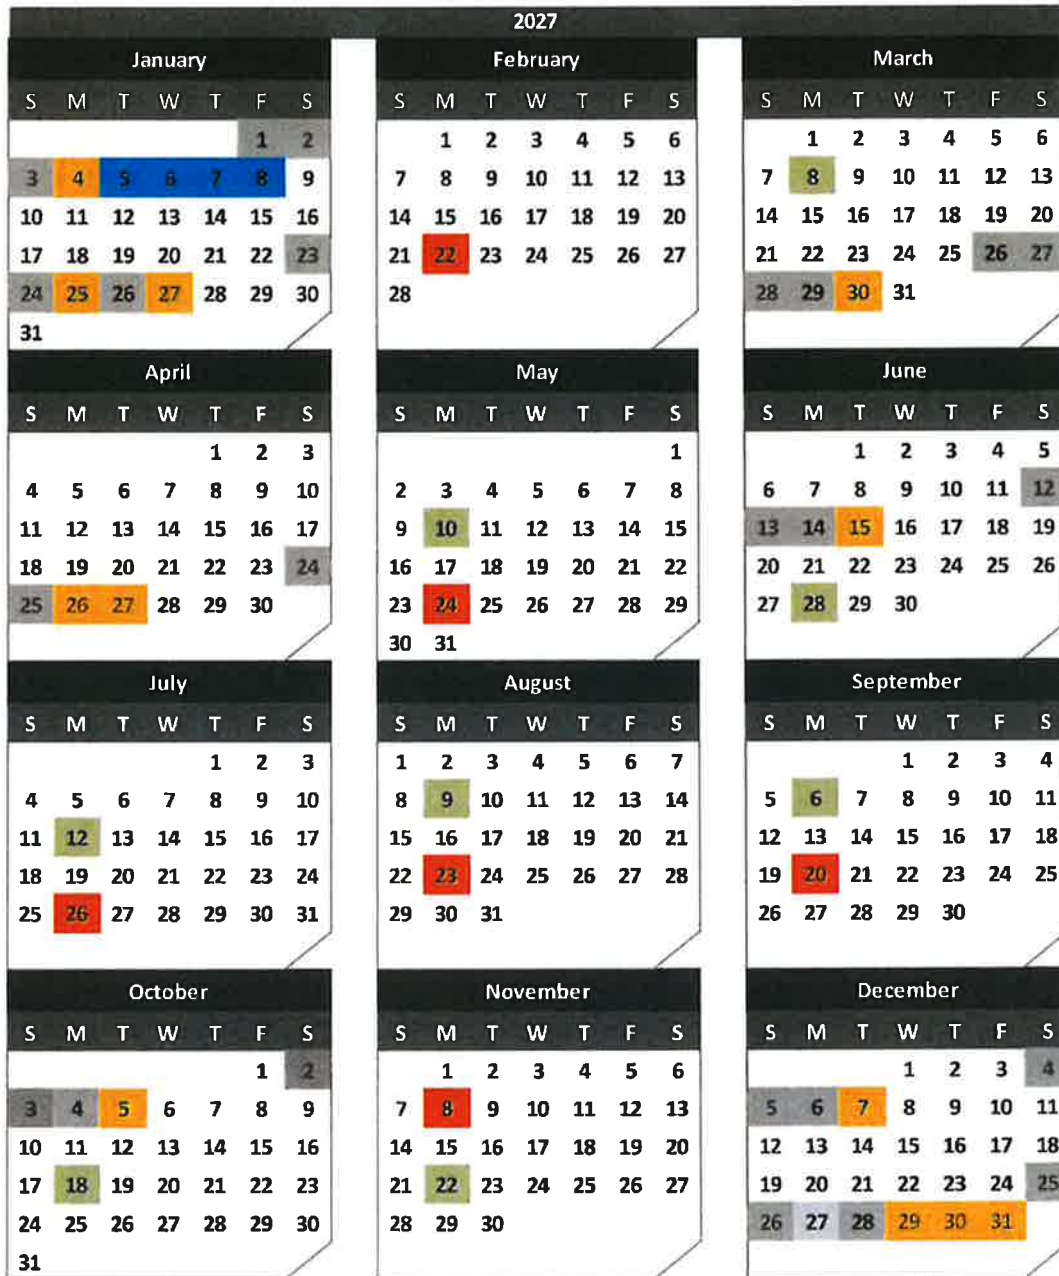 2027
January
S M T W T F S
1 2
3 4 5 6 7 8 9
10 11 12 13 14 15 16
17 18 19 20 21 22 23
24 25 26 27 28 29 30
31
February
S M T W T F S
1 2 3 4 5 6
7 8 9 10 11 12 13
14 15 16 17 18 19 20
21 22 23 24 25 26 27
28
March
S M T W T F S
1 2 3 4 5 6
7 8 9 10 11 12 13
14 15 16 17 18 19 20
21 22 23 24 25 26 27
28 29 30 31
April
S M T W T F S
1 2 3
4 5 6 7 8 9 10
11 12 13 14 15 16 17
18 19 20 21 22 23 24
25 26 27 28 29 30
May
S M T W T F S
1
2 3 4 5 6 7 8
9 10 11 12 13 14 15
16 17 18 19 20 21 22
23 24 25 26 27 28 29
30 31
June
S M T W T F S
1 2 3 4 5
6 7 8 9 10 11 12
13 14 15 16 17 18 19
20 21 22 23 24 25 26
27 28 29 30
July
S M T W T F S
1 2 3
4 5 6 7 8 9 10
11 12 13 14 15 16 17
18 19 20 21 22 23 24
25 26 27 28 29 30 31
August
S M T W T F S
1 2 3 4 5 6 7
8 9 10 11 12 13 14
15 16 17 18 19 20 21
22 23 24 25 26 27 28
29 30 31
September
S M T W T F S
1 2 3 4
5 6 7 8 9 10 11
12 13 14 15 16 17 18
19 20 21 22 23 24 25
26 27 28 29 30
October
S M T W T F S
1 2
3 4 5 6 7 8 9
10 11 12 13 14 15 16
17 18 19 20 21 22 23
24 25 26 27 28 29 30
31
November
S M T W T F S
1 2 3 4 5 6
7 8 9 10 11 12 13
14 15 16 17 18 19 20
21 22 23 24 25 26 27
28 29 30
December
S M T W T F S
1 2 3 4
5 6 7 8 9 10 11
12 13 14 15 16 17 18
19 20 21 22 23 24 25
26 27 28 29 30 31